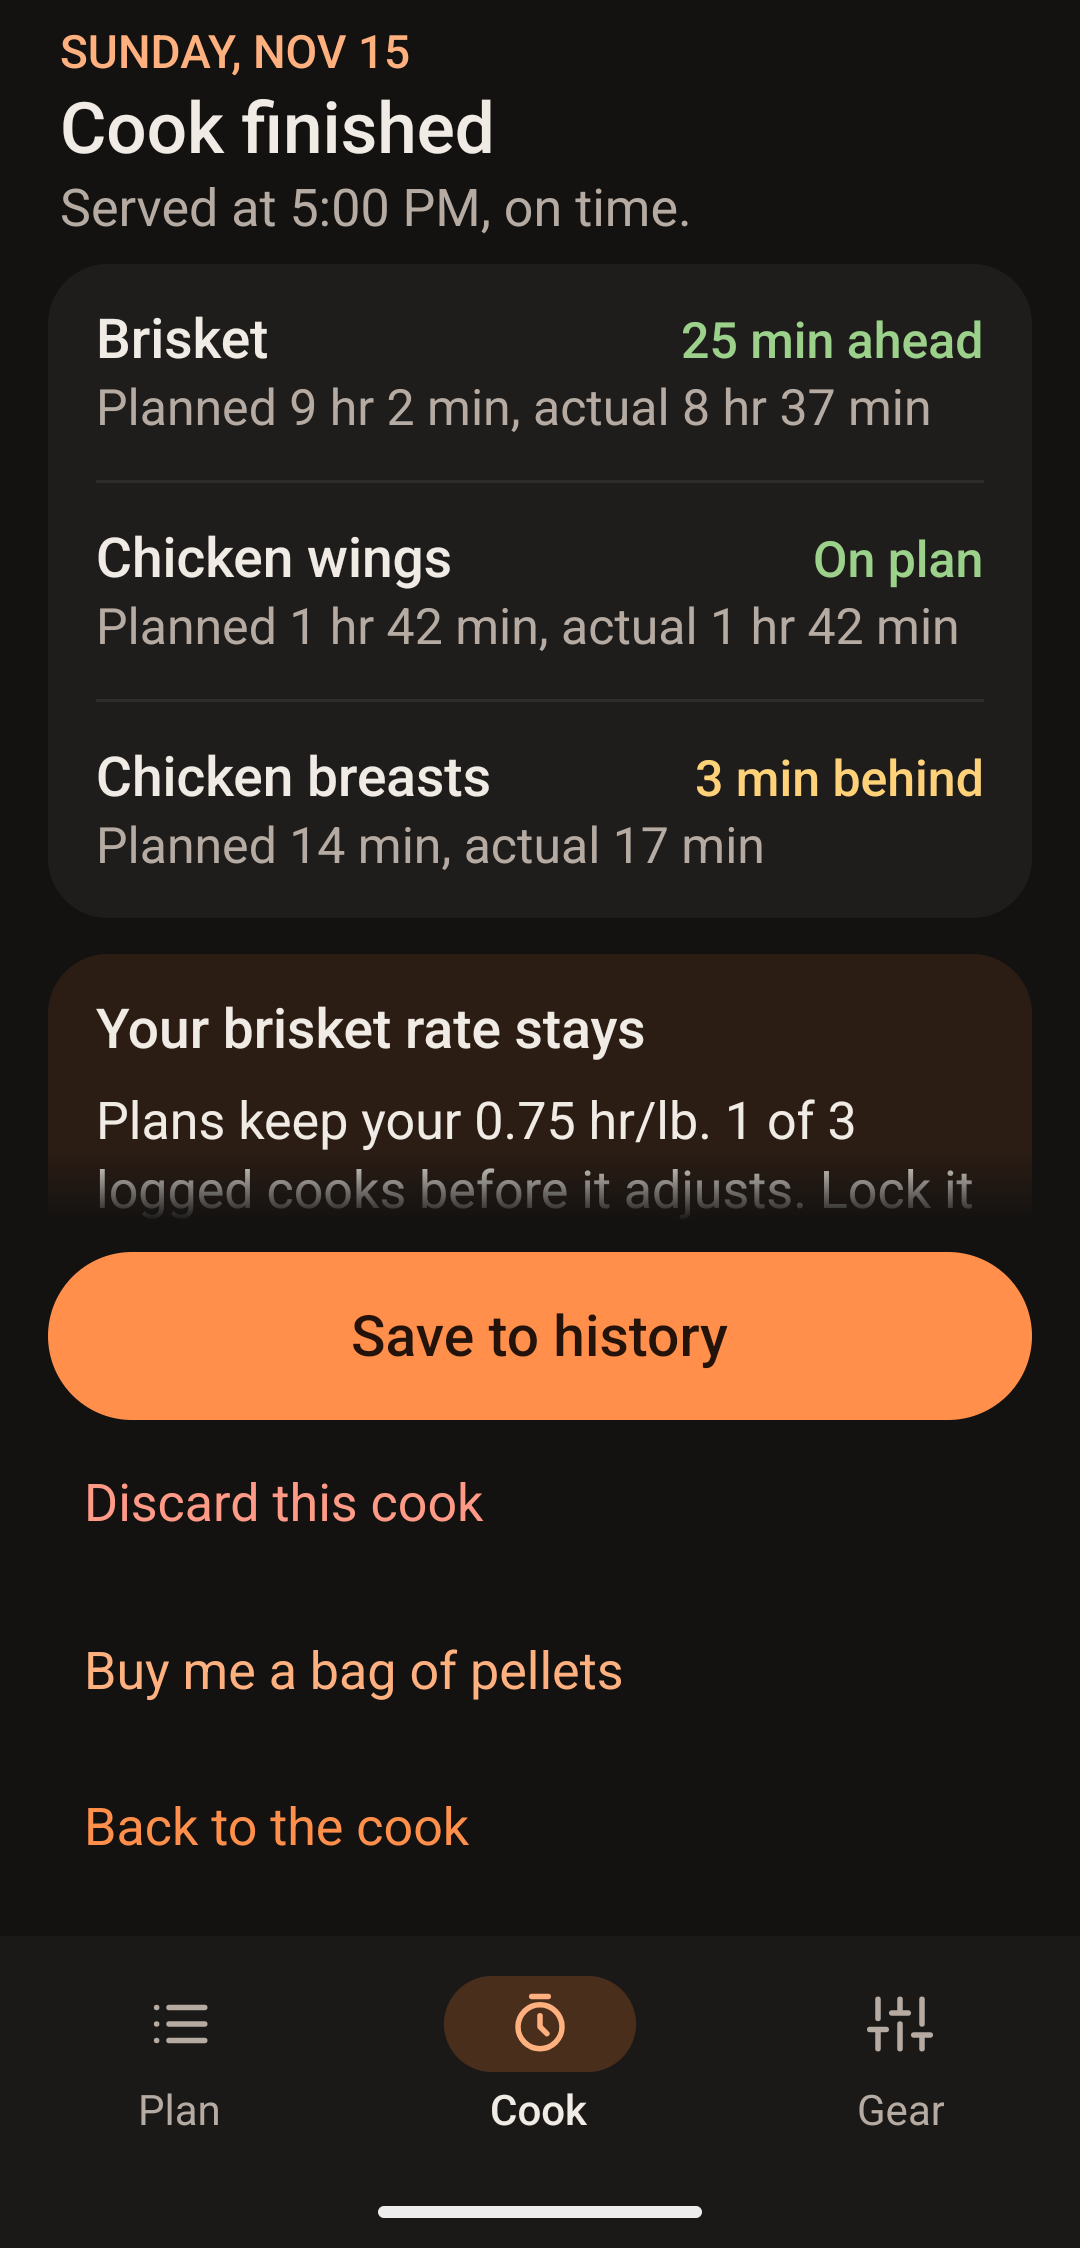 SUNDAY, NOV 15
Cook finished
Served at 5:00 PM, on time.
Brisket
25 min ahead
Planned 9 hr 2 min, actual 8 hr 37 min
Chicken wings
On plan
Planned 1 hr 42 min, actual 1 hr 42 min
Chicken breasts
3 min behind
Planned 14 min, actual 17 min
Your brisket rate stays
Plans keep your 0.75 hr/lb. 1 of 3
logged cooks before it adjusts. Lock it
Save to history
Discard this cook
Buy me a bag of pellets
Back to the cook
Plan
Cook
Gear